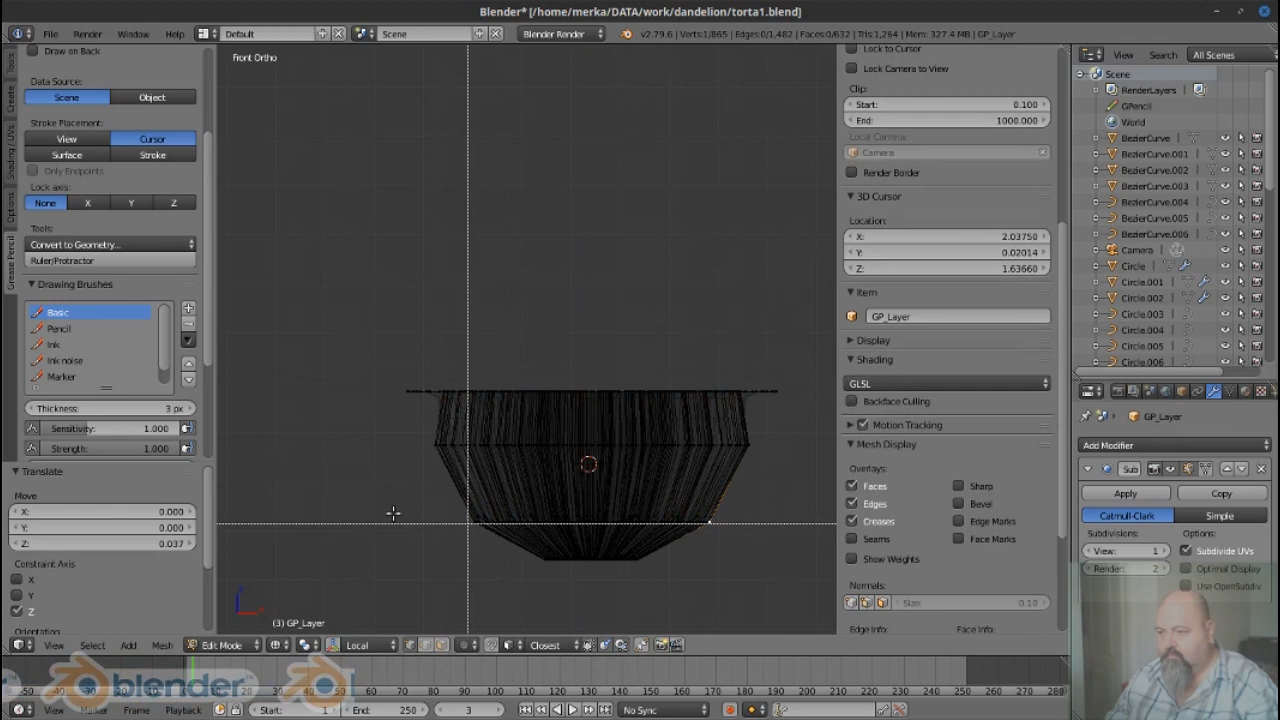 Blender* [/home/merka/DATA/work/dandelion/torta1.blend]
File Render Window Help Default Scene Blender Render v2.79.6 | Verts:1/865 | Edges:0/1,482 | Faces:0/632 | Tris:1,264 | Mem: 327.4 MB | GP_Layer
View Search All Scenes
Tools
Create
Shading / UVs
Options
Grease Pencil
Draw on Back
Data Source:
Scene Object
Stroke Placement:
View Cursor
Surface Stroke
Only Endpoints
Lock axis:
None X Y Z
Tools:
Convert to Geometry...
Ruler/Protractor
Drawing Brushes
Basic
Pencil
Ink
Ink noise
Marker
Thickness: 3 px
Sensitivity: 1.000
Strength: 1.000
Translate
Move
X: 0.000
Y: 0.000
Z: 0.037
Constraint Axis
X
Y
Z
Orientation
Front Ortho
(3) GP_Layer
Lock to Cursor
Lock Camera to View
Clip:
Start: 0.100
End: 1000.000
Local Camera:
Camera
Render Border
3D Cursor
Location:
X: 2.03750
Y: 0.02014
Z: 1.63660
Item
GP_Layer
Display
Shading
GLSL
Backface Culling
Motion Tracking
Mesh Display
Overlays:
Faces Sharp
Edges Bevel
Creases Edge Marks
Seams Face Marks
Show Weights
Normals:
Size: 0.10
Edge Info: Face Info:
Scene
RenderLayers
GPencil
World
BezierCurve
BezierCurve.001
BezierCurve.002
BezierCurve.003
BezierCurve.004
BezierCurve.005
BezierCurve.006
Camera
Circle
Circle.001
Circle.002
Circle.003
Circle.004
Circle.005
Circle.006
GP_Layer
Add Modifier
Sub
Apply Copy
Catmull-Clark Simple
Subdivisions: Options:
View: 1 Subdivide UVs
Render: 2 Optimal Display
Use OpenSubdiv
View Select Add Mesh Edit Mode Local Closest
blender
-50 -40 -30 -20 -10 0 10 20 30 40 50 60 70 80 90 100 110 120 130 140 150 160 170 180 190 200 210 220 230 240 250 260 270 280
View Marker Frame Playback Start: 1 End: 250 3 No Sync